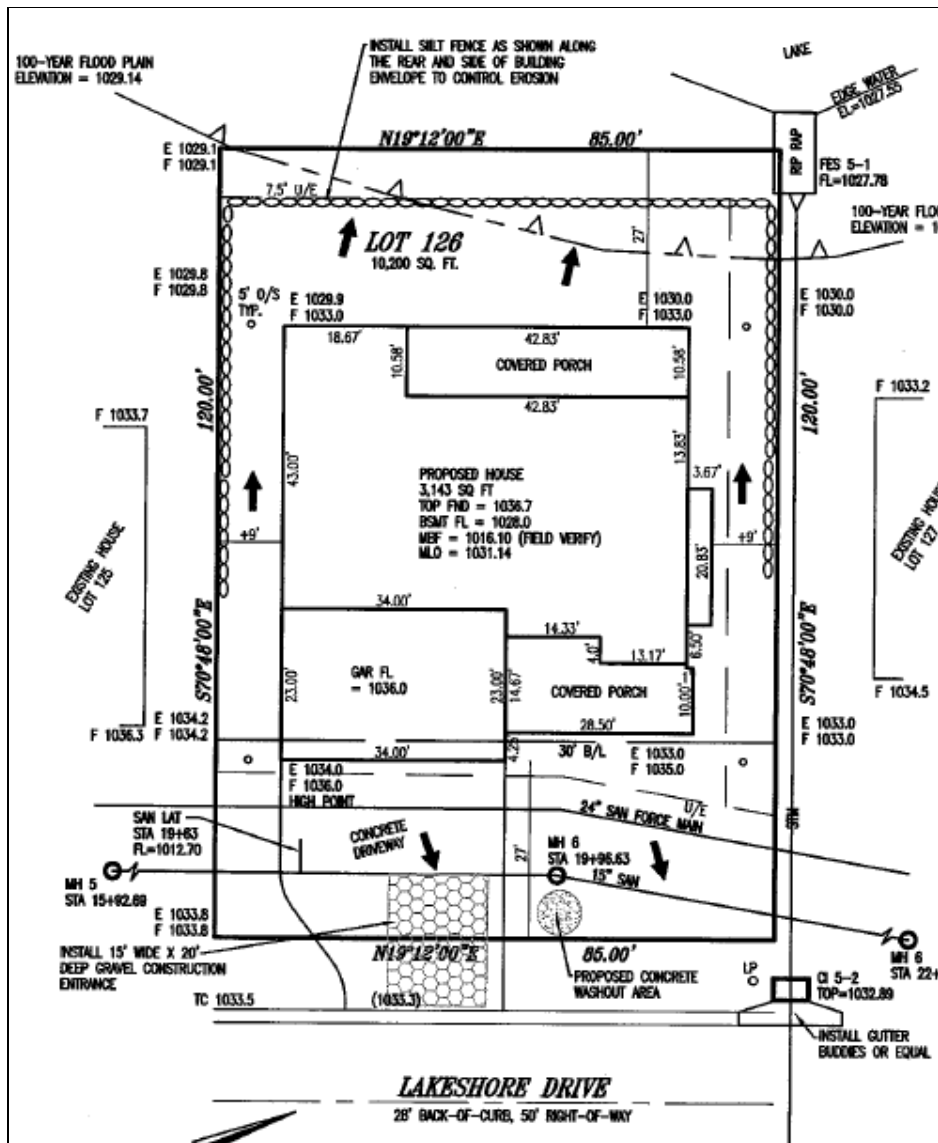 INSTALL SILT FENCE AS SHOWN ALONG
THE REAR AND SIDE OF BUILDING
ENVELOPE TO CONTROL EROSION
LAKE
100-YEAR FLOOD PLAIN
ELEVATION = 1029.14
EDGE WATER
EL=1027.55
N19°12'00"E 85.00'
RIP RAP
E 1029.1
F 1029.1
FES 5-1
FL=1027.78
7.5' U/E
100-YEAR FLO
ELEVATION = 1
27'
LOT 126
10,200 SQ. FT.
E 1029.8
F 1029.8
5' O/S
TYP.
E 1029.9
F 1033.0
E 1030.0
F 1033.0
E 1030.0
F 1030.0
18.67'
42.83'
10.58'
COVERED PORCH
10.58'
42.83'
120.00'
120.00'
F 1033.7
F 1033.2
43.00'
13.83'
3.67'
PROPOSED HOUSE
3,143 SQ FT
TOP FND = 1036.7
BSMT FL = 1028.0
MBF = 1016.10 (FIELD VERIFY)
MLO = 1031.14
±9'
±9'
20.83'
EXISTING HOUSE
LOT 125
EXISTING HOU
LOT 127
34.00'
14.33'
4.0'
13.17'
6.50'
S70°48'00"E
S70°48'00"E
23.00'
GAR FL
= 1036.0
23.00'
14.67'
COVERED PORCH
10.00'
F 1034.5
28.50'
E 1034.2
F 1034.2
F 1036.3
E 1033.0
F 1033.0
34.00'
4.25'
30' B/L
E 1033.0
F 1035.0
E 1034.0
F 1036.0
HIGH POINT
U/E
24" SAN FORCE MAIN
STM
SAN LAT
STA 19+63
FL=1012.70
CONCRETE
DRIVEWAY
27'
MH 6
STA 19+96.63
15" SAN
MH 5
STA 15+92.69
E 1033.8
F 1033.8
INSTALL 15' WIDE X 20'
DEEP GRAVEL CONSTRUCTION
ENTRANCE
N19°12'00"E 85.00'
MH 6
STA 22+
PROPOSED CONCRETE
WASHOUT AREA
LP
CI 5-2
TOP=1032.89
TC 1033.5
(1033.3)
INSTALL GUTTER
BUDDIES OR EQUAL
LAKESHORE DRIVE
28' BACK-OF-CURB, 50' RIGHT-OF-WAY